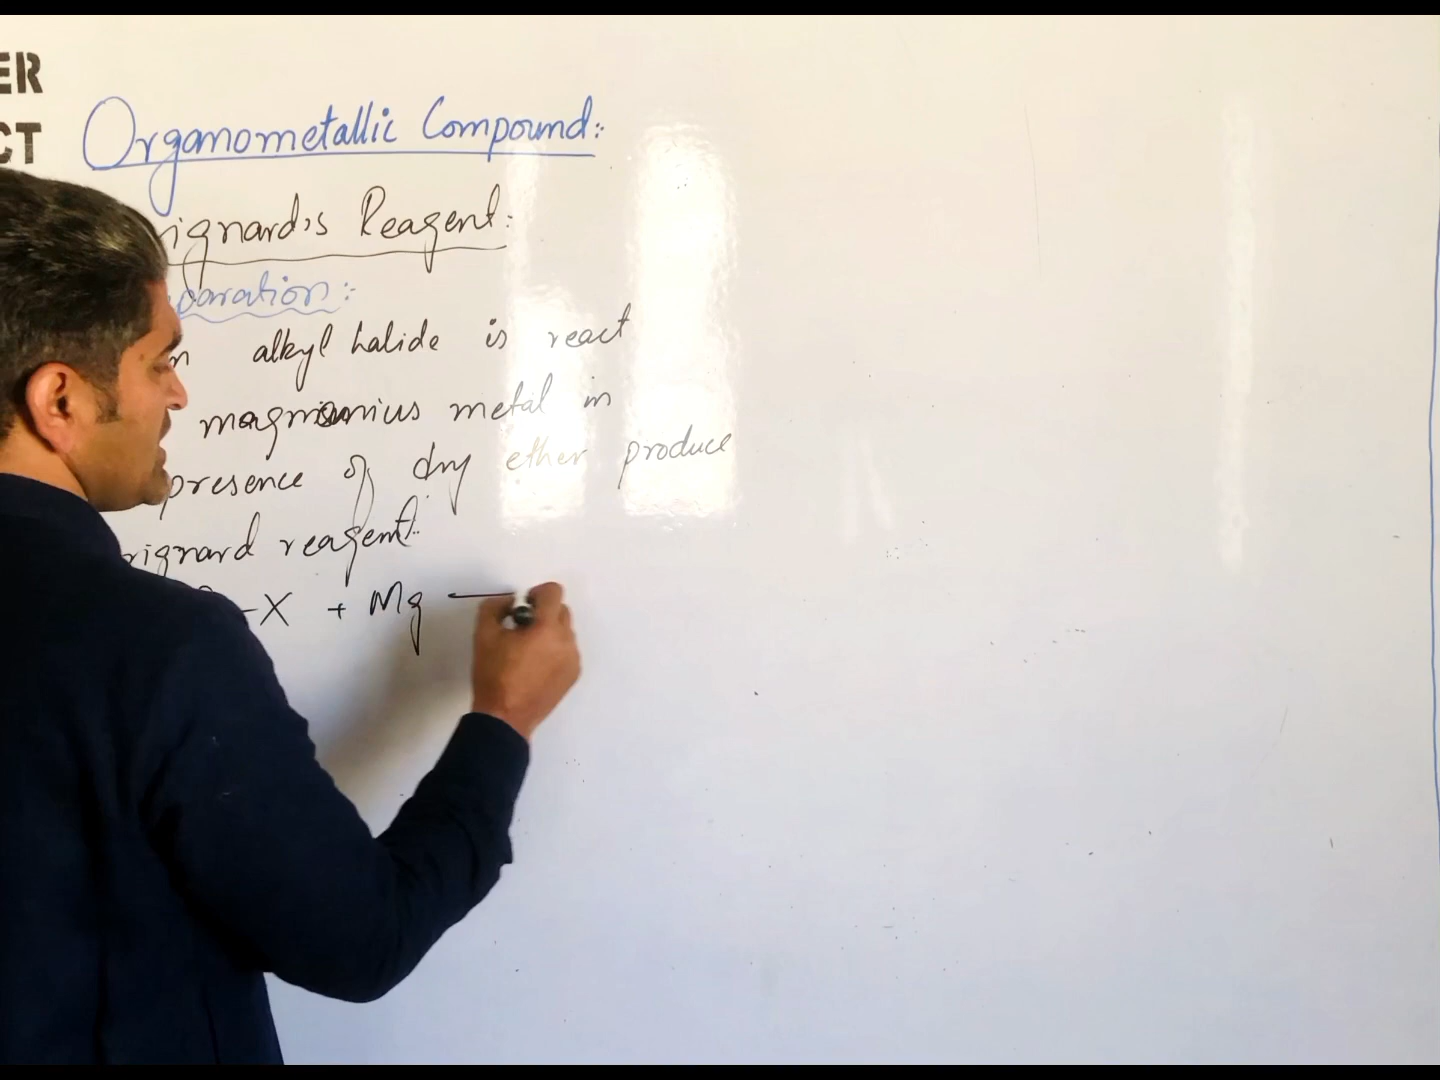 ER
CT
Organometallic Compound:
ignard's Reagent:
paration:
n alkyl halide is react
metal in
presence of dry ether produce
rignard reagent:
-X + Mg